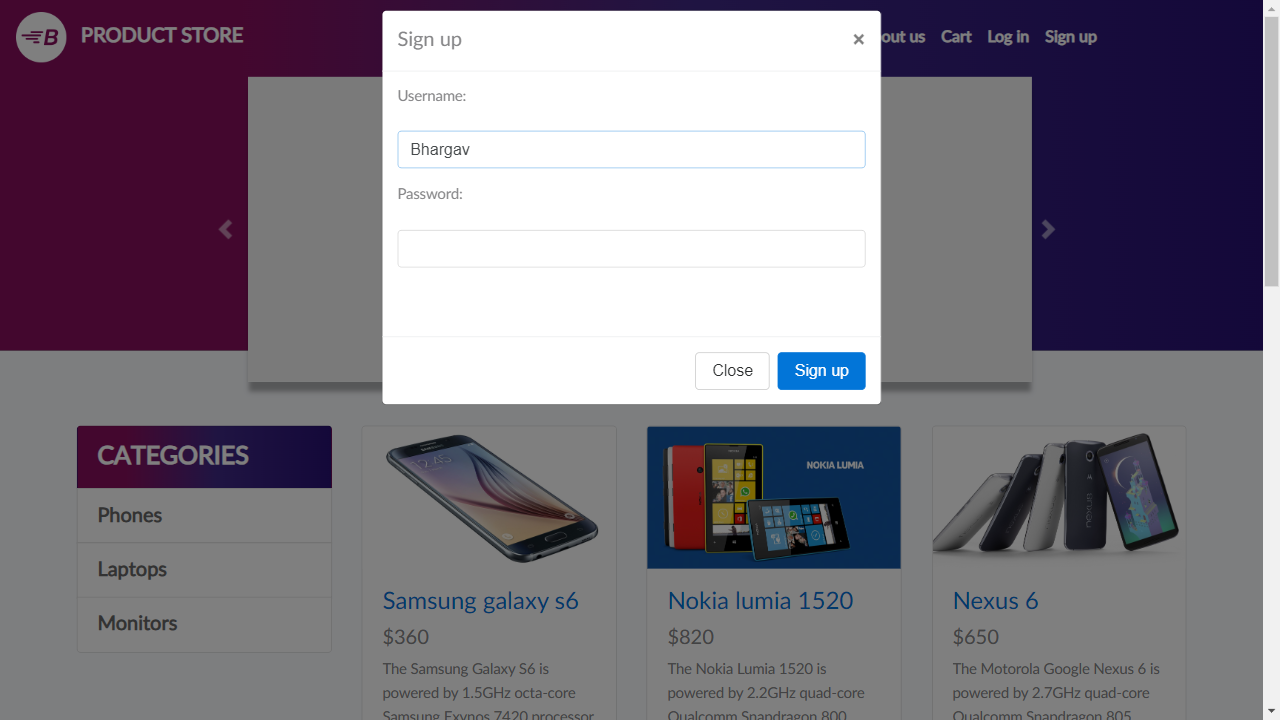 PRODUCT STORE
out us Cart Log in Sign up
Sign up
×
Username:
Bhargav
Password:
Close Sign up
CATEGORIES
Phones
Laptops
Monitors
NOKIA LUMIA
Samsung galaxy s6
$360
The Samsung Galaxy S6 is
powered by 1.5GHz octa-core
Samsung Exynos 7420 processor
Nokia lumia 1520
$820
The Nokia Lumia 1520 is
powered by 2.2GHz quad-core
Qualcomm Snapdragon 800
Nexus 6
$650
The Motorola Google Nexus 6 is
powered by 2.7GHz quad-core
Qualcomm Snapdragon 805